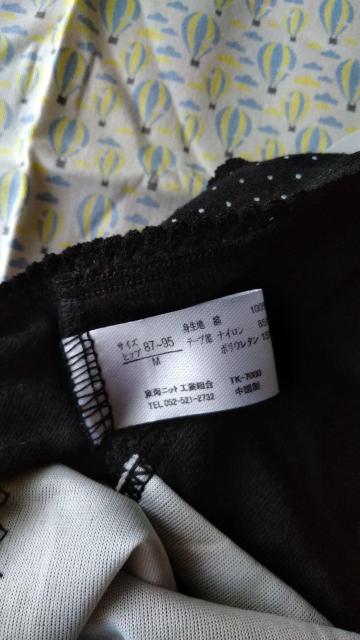 サイズ
ヒップ 87~95
M
身生地 綿 100
テープ部 ナイロン 85
ポリウレタン 15
東海ニット工業組合 TK-7000
TEL 052-521-2732 中国製